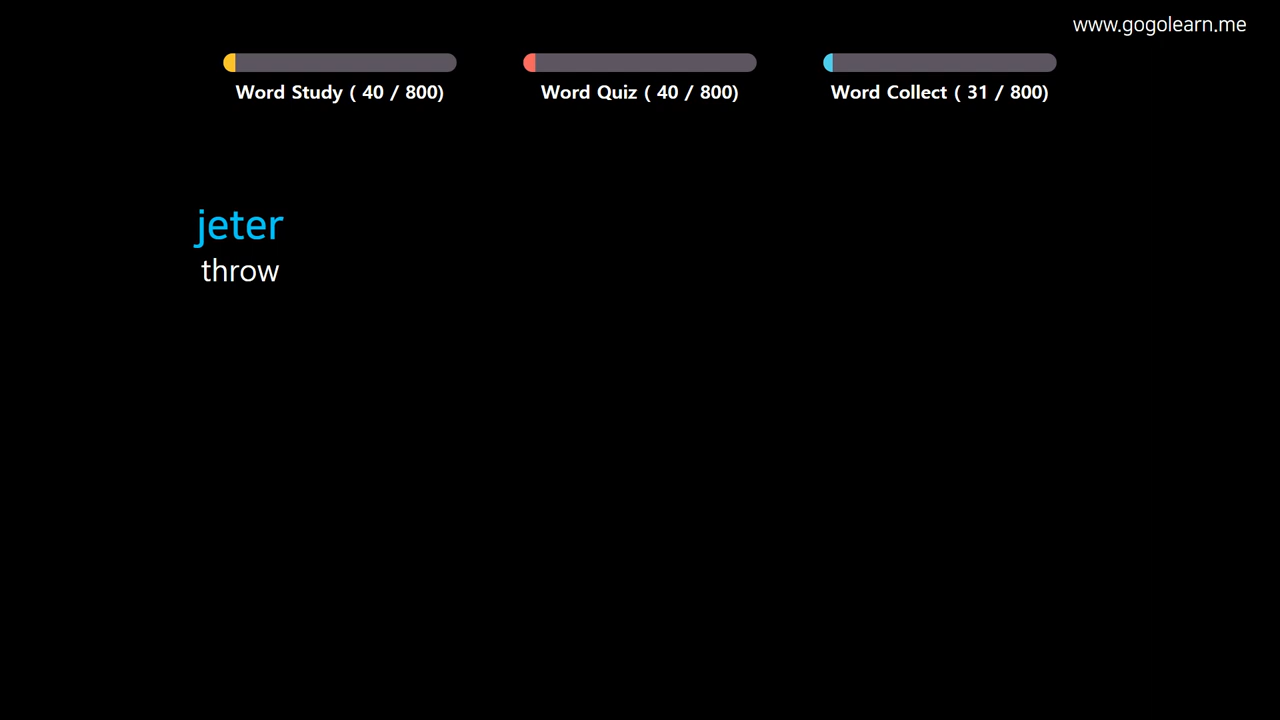 www.gogolearn.me
Word Study ( 40 / 800)
Word Quiz ( 40 / 800)
Word Collect ( 31 / 800)
jeter
throw